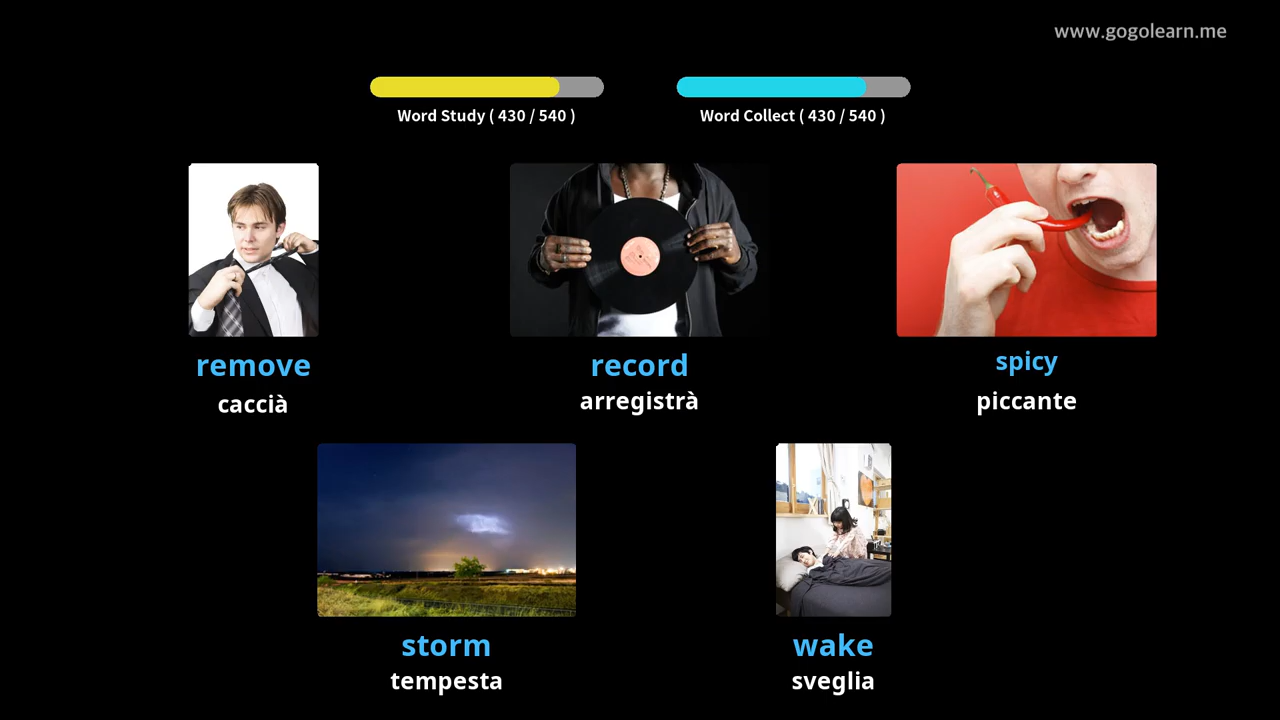 www.gogolearn.me
Word Study ( 430 / 540 )
Word Collect ( 430 / 540 )
remove
caccià
record
arregistrà
spicy
piccante
storm
tempesta
wake
sveglia